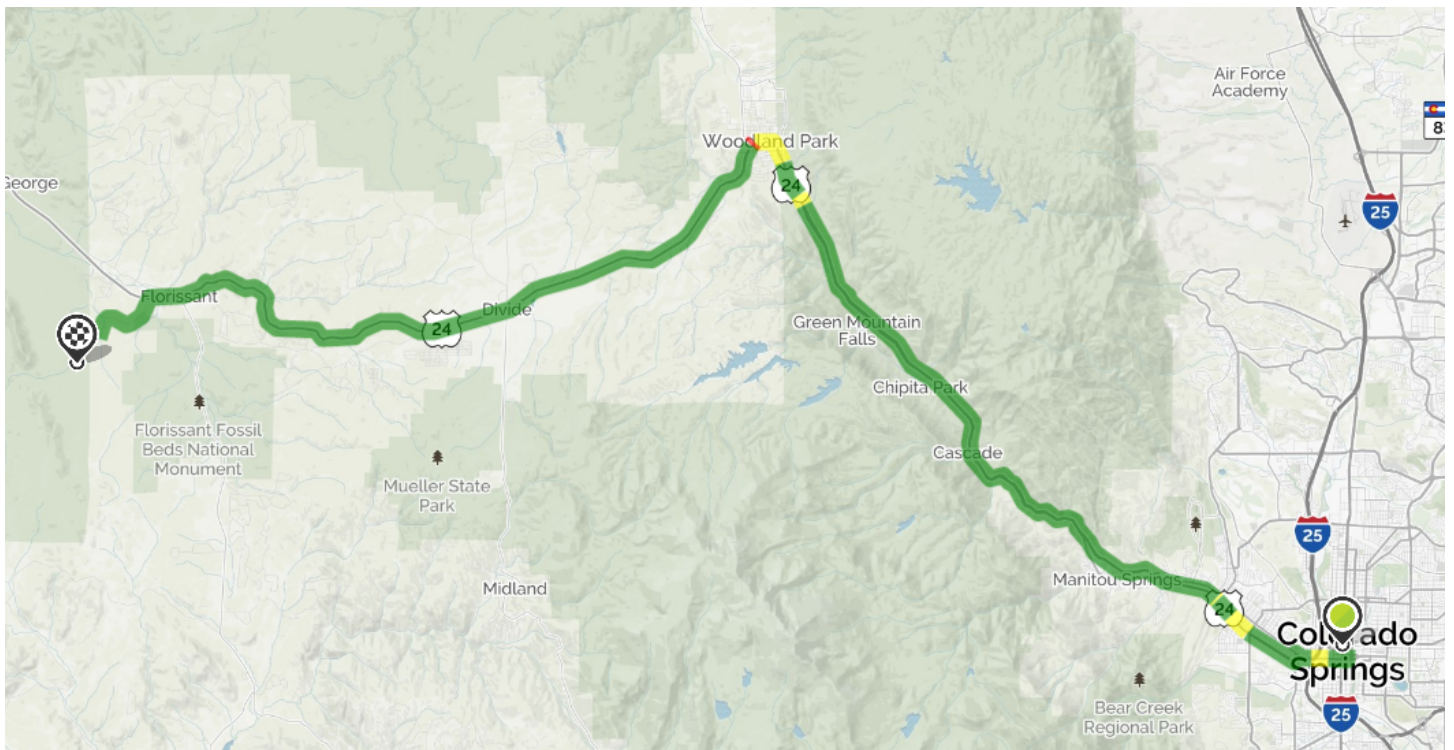 Air Force
Academy
87
Woodland Park
George
24
25
Florissant
Divide
24
Green Mountain
Falls
Chipita Park
Florissant Fossil
Beds National
Monument
Cascade
Mueller State
Park
25
Midland
Manitou Springs
24
Colorado
Springs
Bear Creek
Regional Park
25